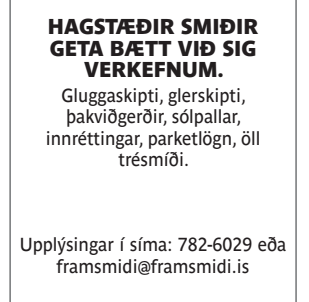 HAGSTÆÐIR SMIÐIR
GETA BÆTT VIÐ SIG
VERKEFNUM.
Gluggaskipti, glerskipti,
þakviðgerðir, sólpallar,
innréttingar, parketlögn, öll
trésmíði.
Upplýsingar í síma: 782-6029 eða
framsmidi@framsmidi.is